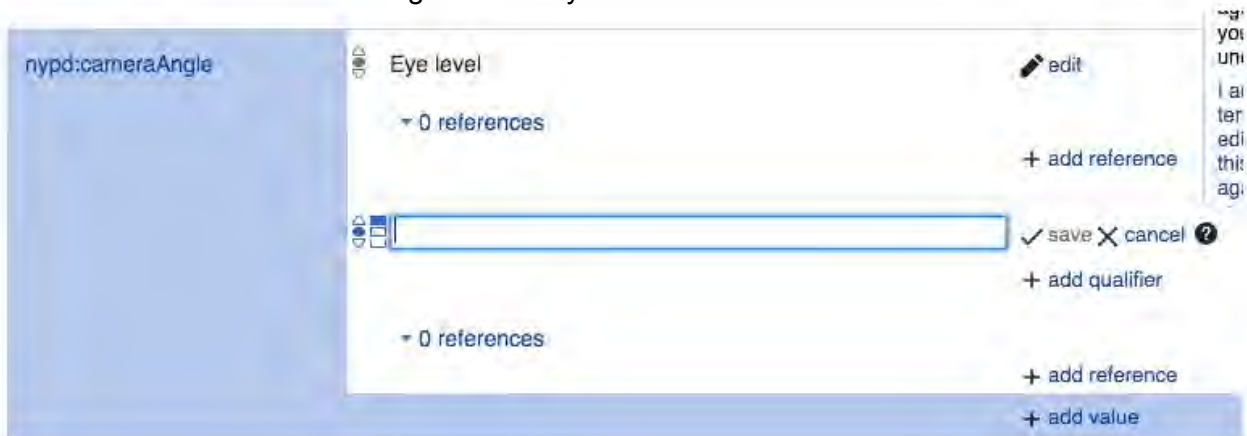 nypd:cameraAngle
Eye level
edit
0 references
+ add reference
save cancel ?
+ add qualifier
0 references
+ add reference
+ add value